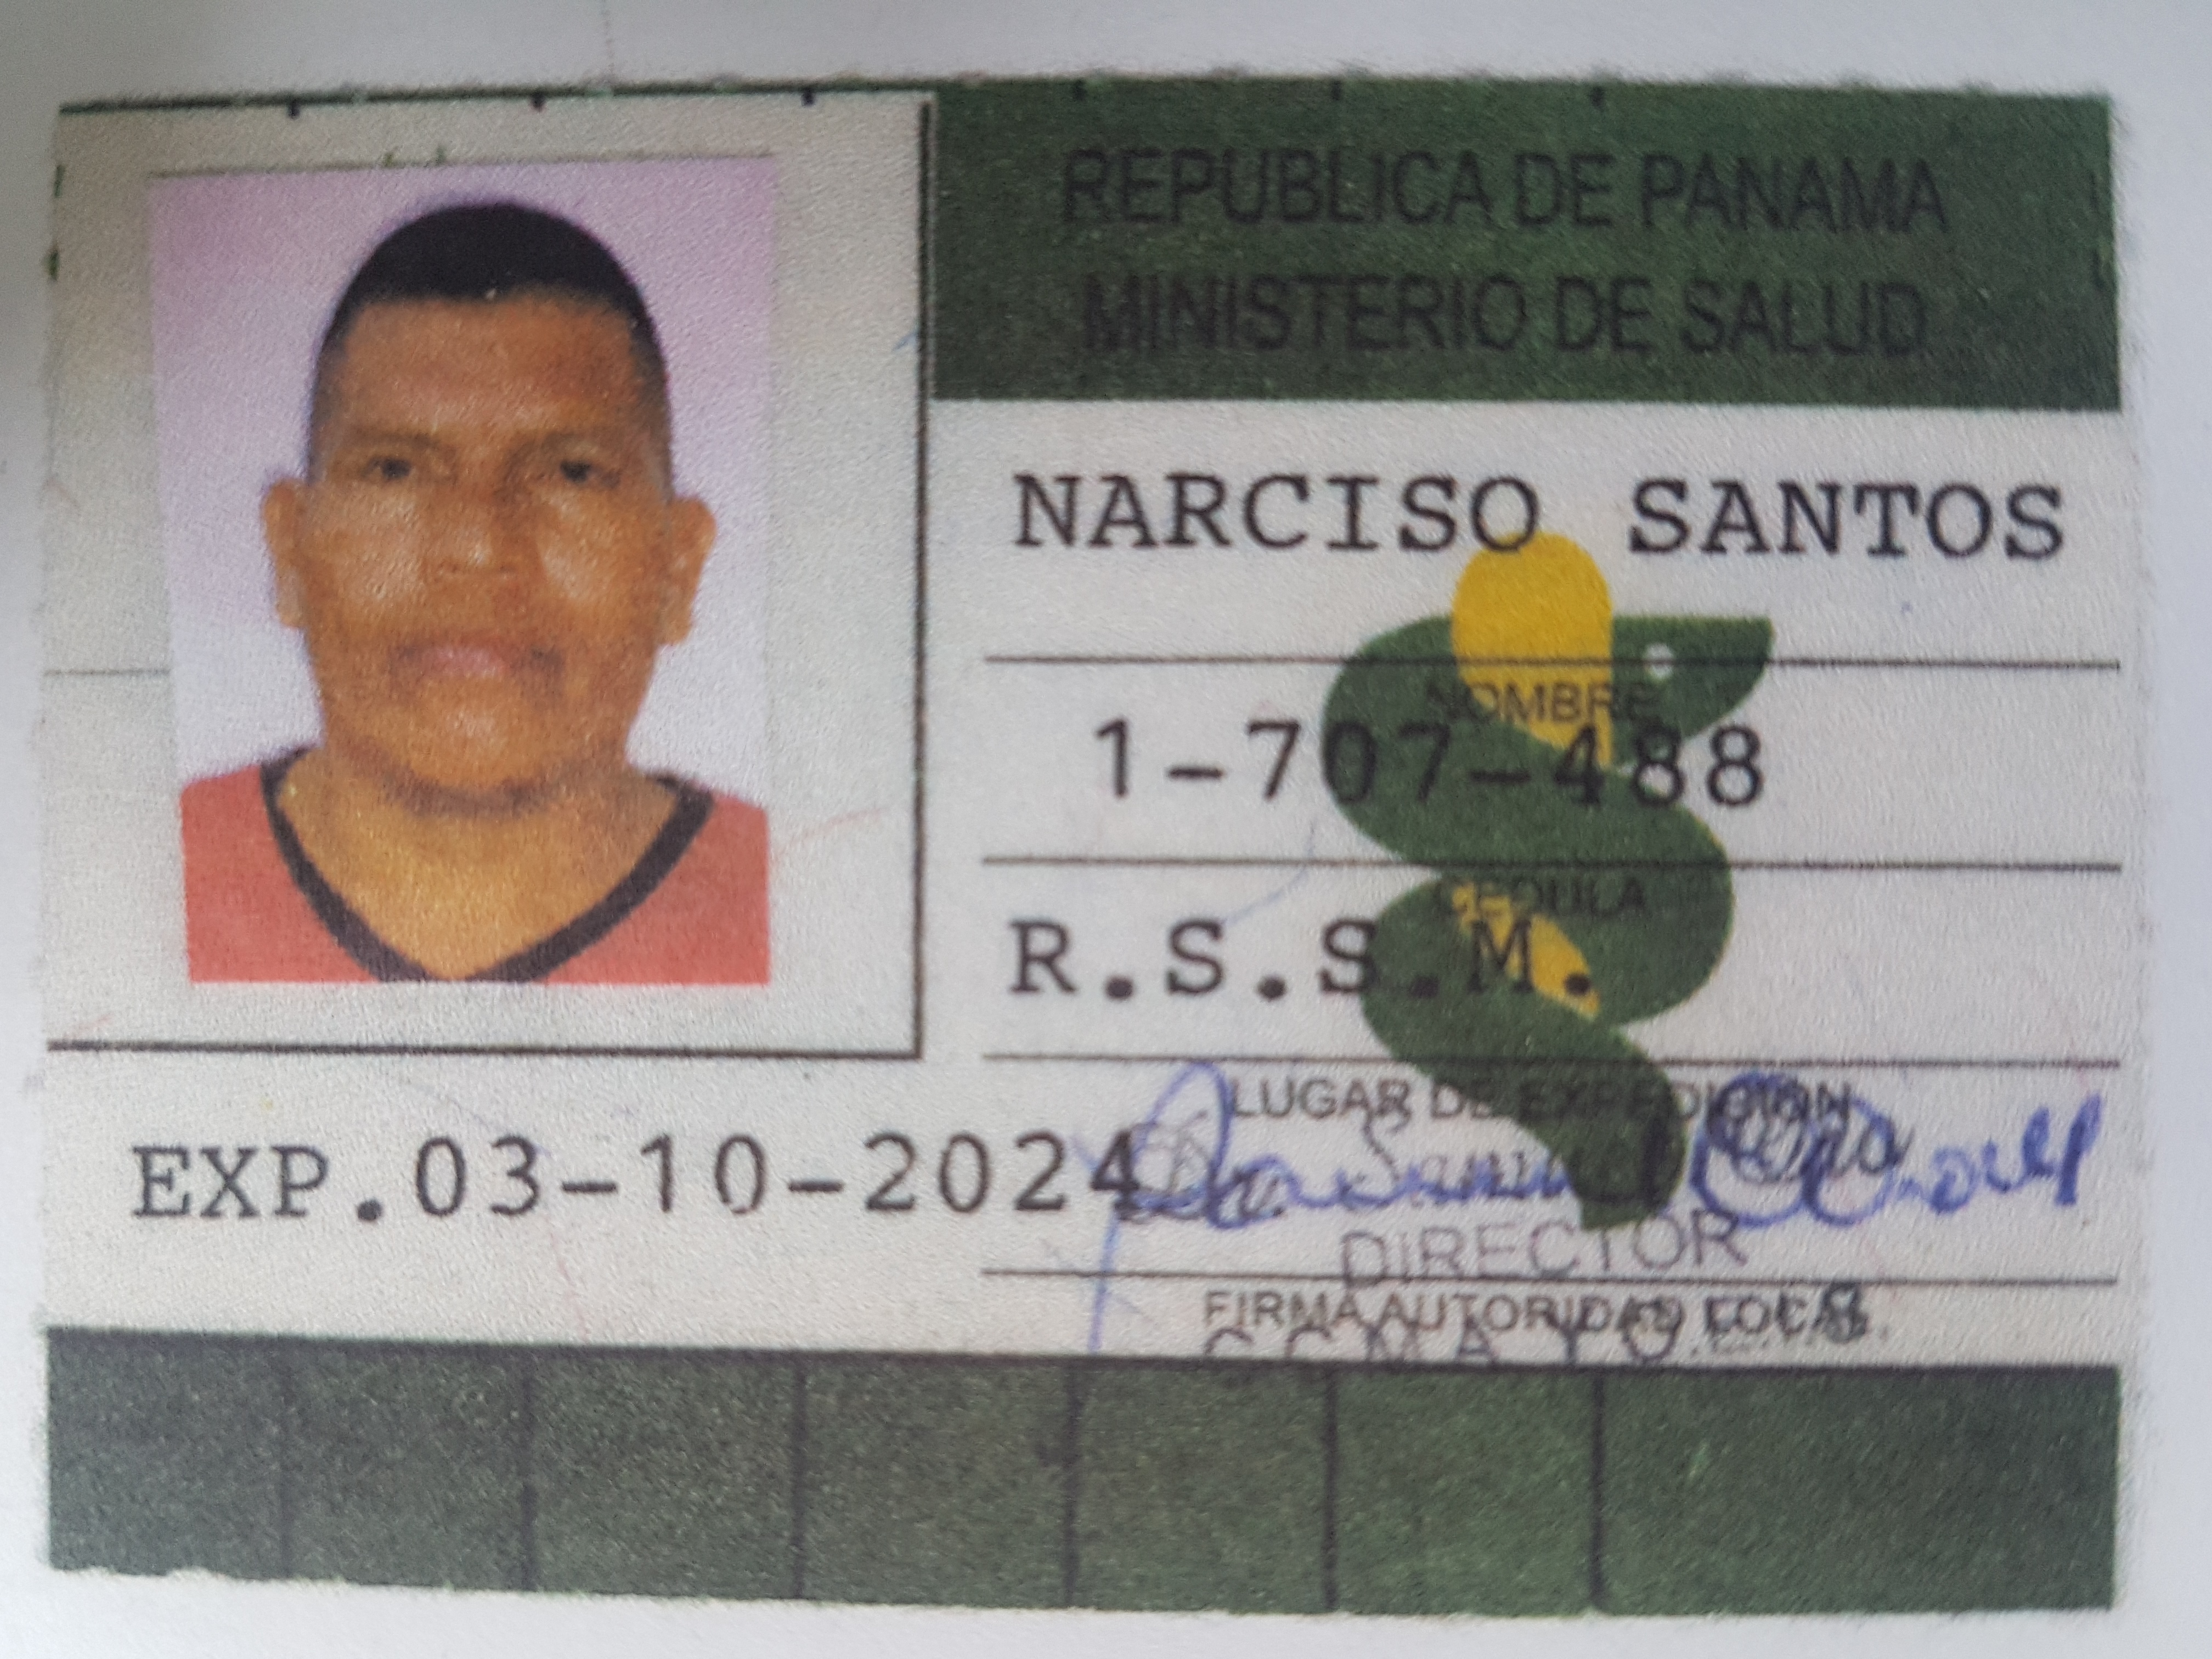 REPUBLICA DE PANAMA
MINISTERIO DE SALUD
NARCISO SANTOS
NOMBRE
1-707-488
CEDULA
R.S.S.M.
LUGAR DE EXPEDICION
EXP.03-10-2024
DIRECTOR
FIRMA AUTORIDAD LOCAL